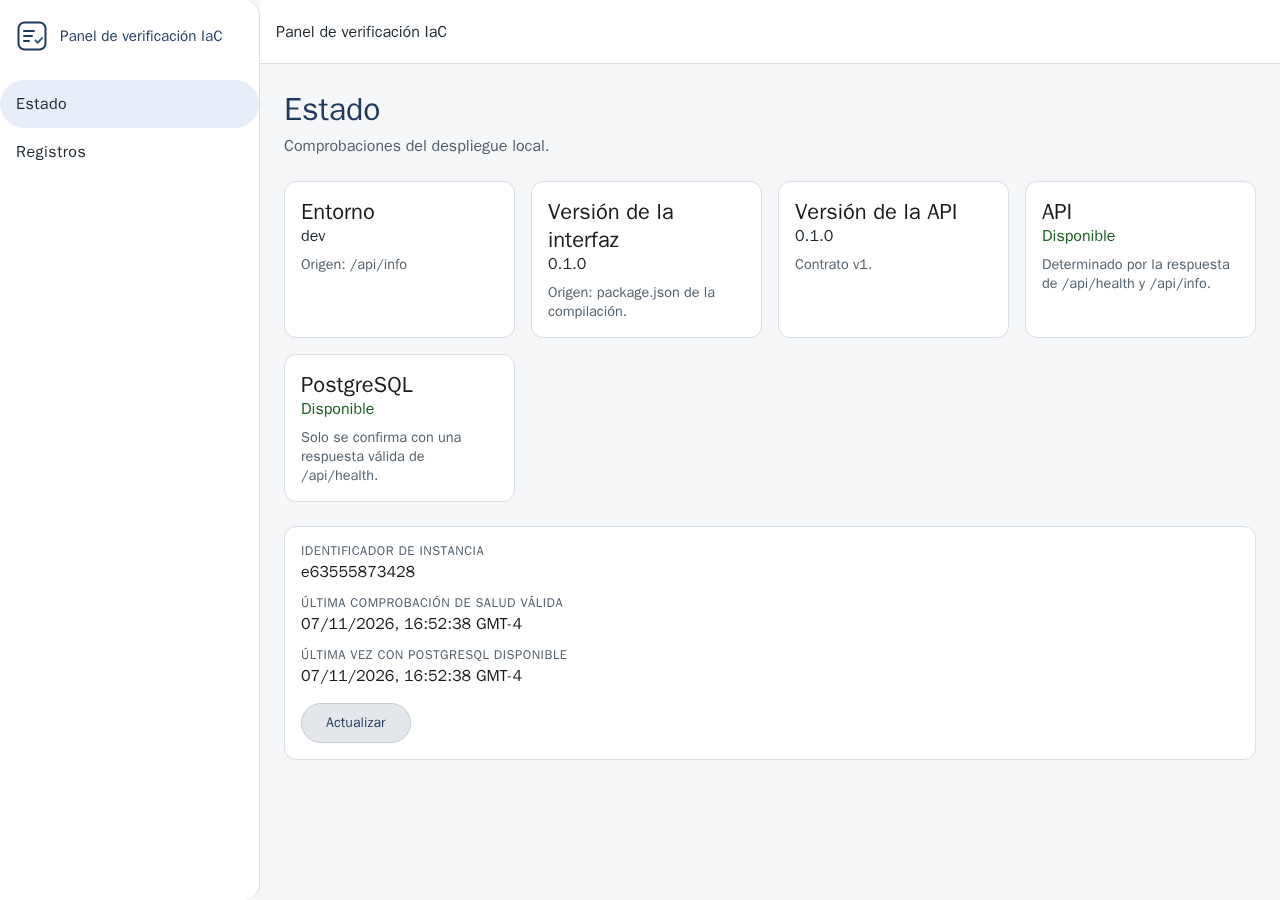 Panel de verificación IaC
Panel de verificación IaC
Estado
Registros
Estado
Comprobaciones del despliegue local.
Entorno
dev
Origen: /api/info
Versión de la
interfaz
0.1.0
Origen: package.json de la
compilación.
Versión de la API
0.1.0
Contrato v1.
API
Disponible
Determinado por la respuesta
de /api/health y /api/info.
PostgreSQL
Disponible
Solo se confirma con una
respuesta válida de
/api/health.
IDENTIFICADOR DE INSTANCIA
e63555873428
ÚLTIMA COMPROBACIÓN DE SALUD VÁLIDA
07/11/2026, 16:52:38 GMT-4
ÚLTIMA VEZ CON POSTGRESQL DISPONIBLE
07/11/2026, 16:52:38 GMT-4
Actualizar